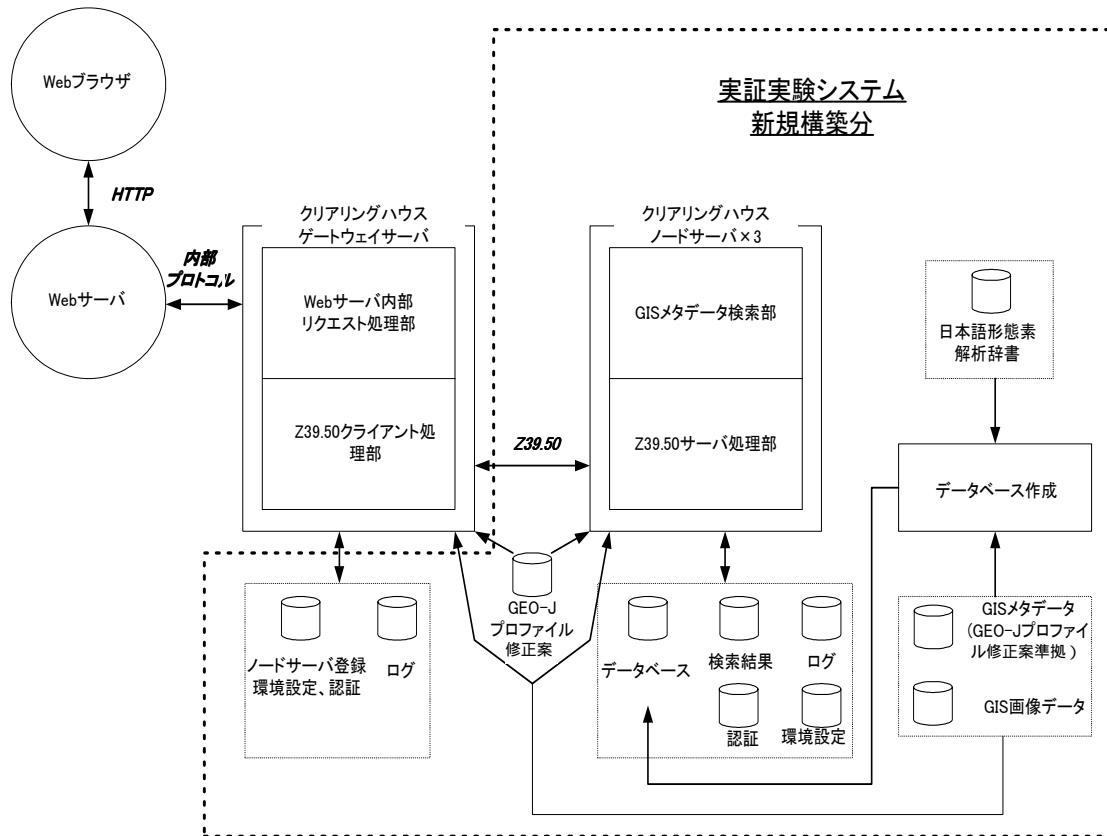 Webブラウザ
実証実験システム
新規構築分
HTTP
クリアリングハウス
ゲートウェイサーバ
クリアリングハウス
ノードサーバ×3
内部
プロトコル
Webサーバ
Webサーバ内部
リクエスト処理部
GISメタデータ検索部
日本語形態素
解析辞書
Z39.50クライアント処
理部
Z39.50
Z39.50サーバ処理部
データベース作成
GEO-J
プロファイル
修正案
ノードサーバ登録
環境設定、認証
ログ
データベース
検索結果
ログ
認証
環境設定
GISメタデータ
(GEO-Jプロファイ
ル修正案準拠)
GIS画像データ